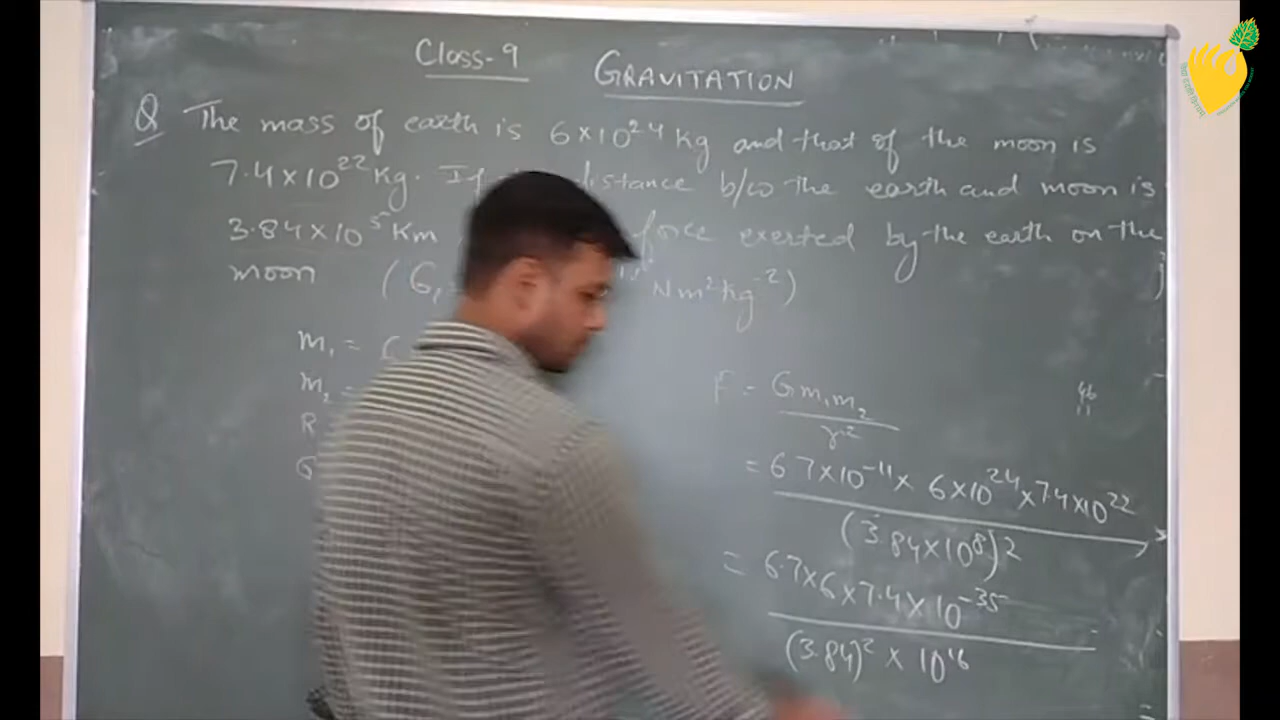 Class-9 GRAVITATION
Q The mass of earth is 6×10²⁴ Kg and that of the moon is
7.4×10²² Kg. If distance b/w the earth and moon is
3.84×10⁵ Km force exerted by the earth on the
moon (G, Nm²Kg⁻²)
m₁ =
m₂ =
R
G
F = Gm₁m₂
r²
= 6 7×10⁻¹¹ × 6×10²⁴ × 7.4×10²²
(3.84×10⁸)2
= 6.7×6×7.4×10⁻³⁵
(3.84)² × 10¹⁶